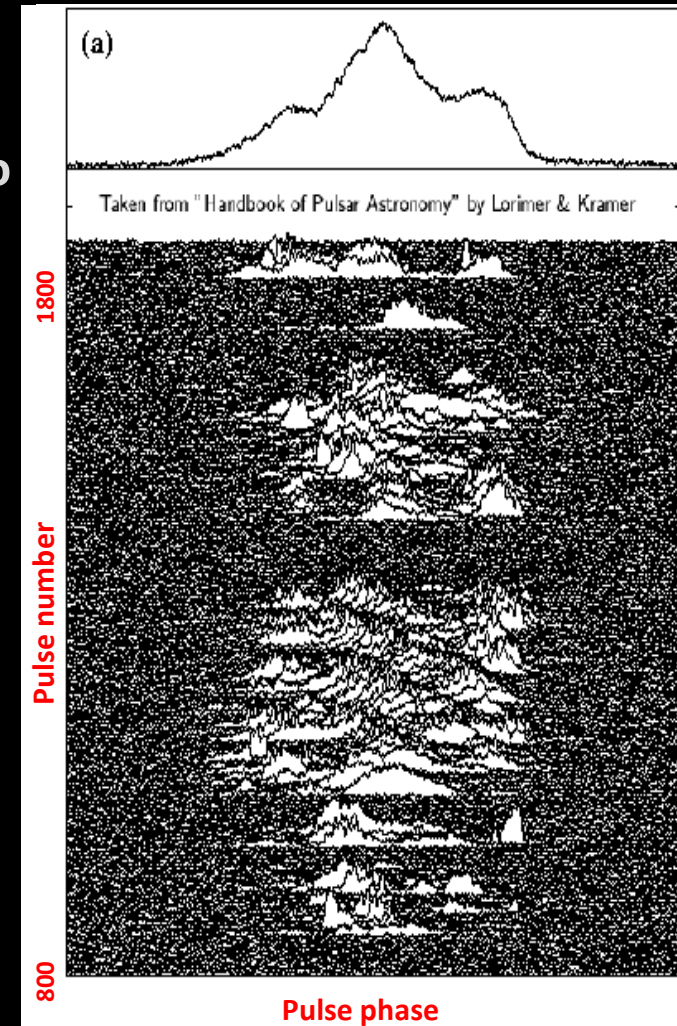 (a)
Taken from "Handbook of Pulsar Astronomy" by Lorimer & Kramer
1800
Pulse number
800
Pulse phase